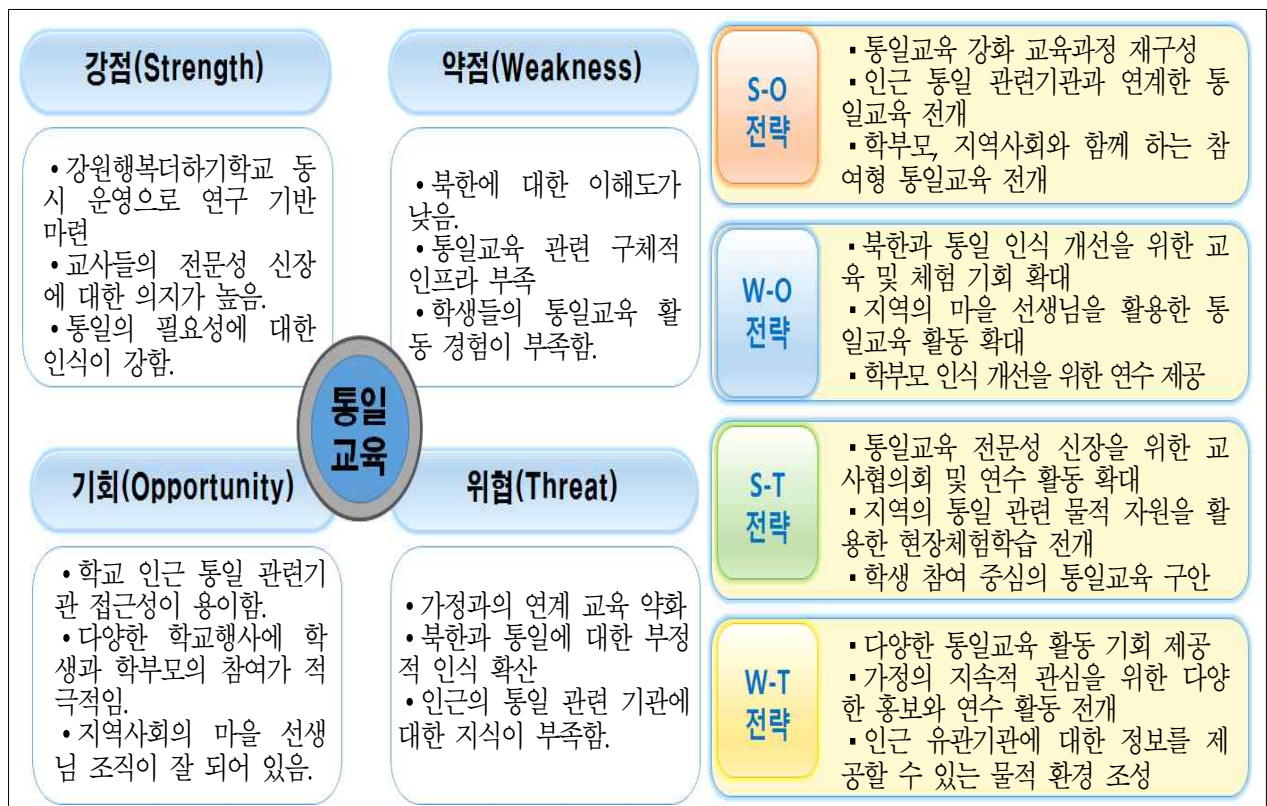 강점(Strength)
• 강원행복더하기학교 동
시 운영으로 연구 기반
마련
• 교사들의 전문성 신장
에 대한 의지가 높음.
• 통일의 필요성에 대한
인식이 강함.
약점(Weakness)
• 북한에 대한 이해도가
낮음.
• 통일교육 관련 구체적
인프라 부족
• 학생들의 통일교육 활
동 경험이 부족함.
통일
교육
기회(Opportunity)
• 학교 인근 통일 관련기
관 접근성이 용이함.
• 다양한 학교행사에 학
생과 학부모의 참여가 적
극적임.
• 지역사회의 마을 선생
님 조직이 잘 되어 있음.
위협(Threat)
• 가정과의 연계 교육 약화
• 북한과 통일에 대한 부정
적 인식 확산
• 인근의 통일 관련 기관에
대한 지식이 부족함.
S-O
전략
▪ 통일교육 강화 교육과정 재구성
▪ 인근 통일 관련기관과 연계한 통
일교육 전개
▪ 학부모, 지역사회와 함께 하는 참
여형 통일교육 전개
W-O
전략
▪ 북한과 통일 인식 개선을 위한 교
육 및 체험 기회 확대
▪ 지역의 마을 선생님을 활용한 통
일교육 활동 확대
▪ 학부모 인식 개선을 위한 연수 제공
S-T
전략
▪ 통일교육 전문성 신장을 위한 교
사협의회 및 연수 활동 확대
▪ 지역의 통일 관련 물적 자원을 활
용한 현장체험학습 전개
▪ 학생 참여 중심의 통일교육 구안
W-T
전략
▪ 다양한 통일교육 활동 기회 제공
▪ 가정의 지속적 관심을 위한 다양
한 홍보와 연수 활동 전개
▪ 인근 유관기관에 대한 정보를 제
공할 수 있는 물적 환경 조성